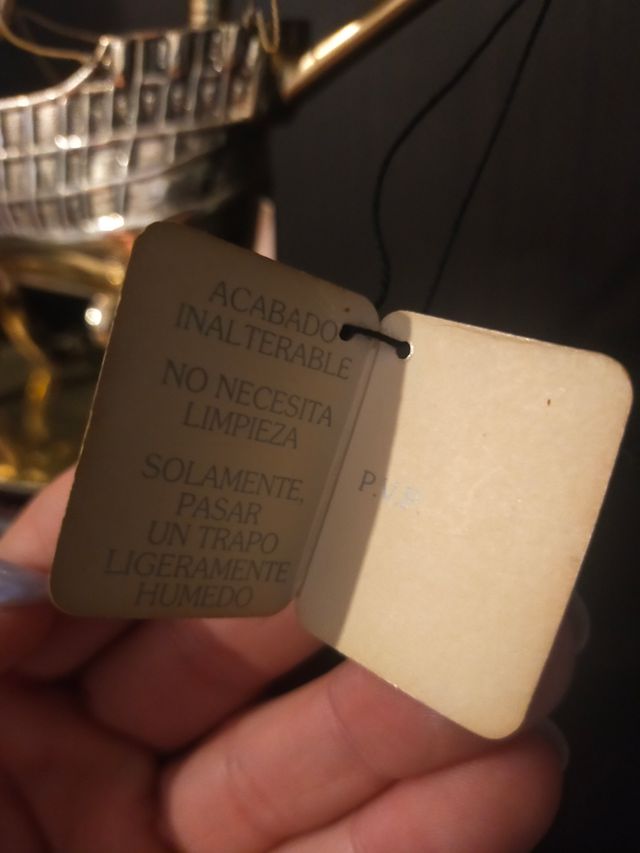 ACABADO
INALTERABLE
NO NECESITA
LIMPIEZA
SOLAMENTE,
PASAR
UN TRAPO
LIGERAMENTE
HUMEDO
P.V.P